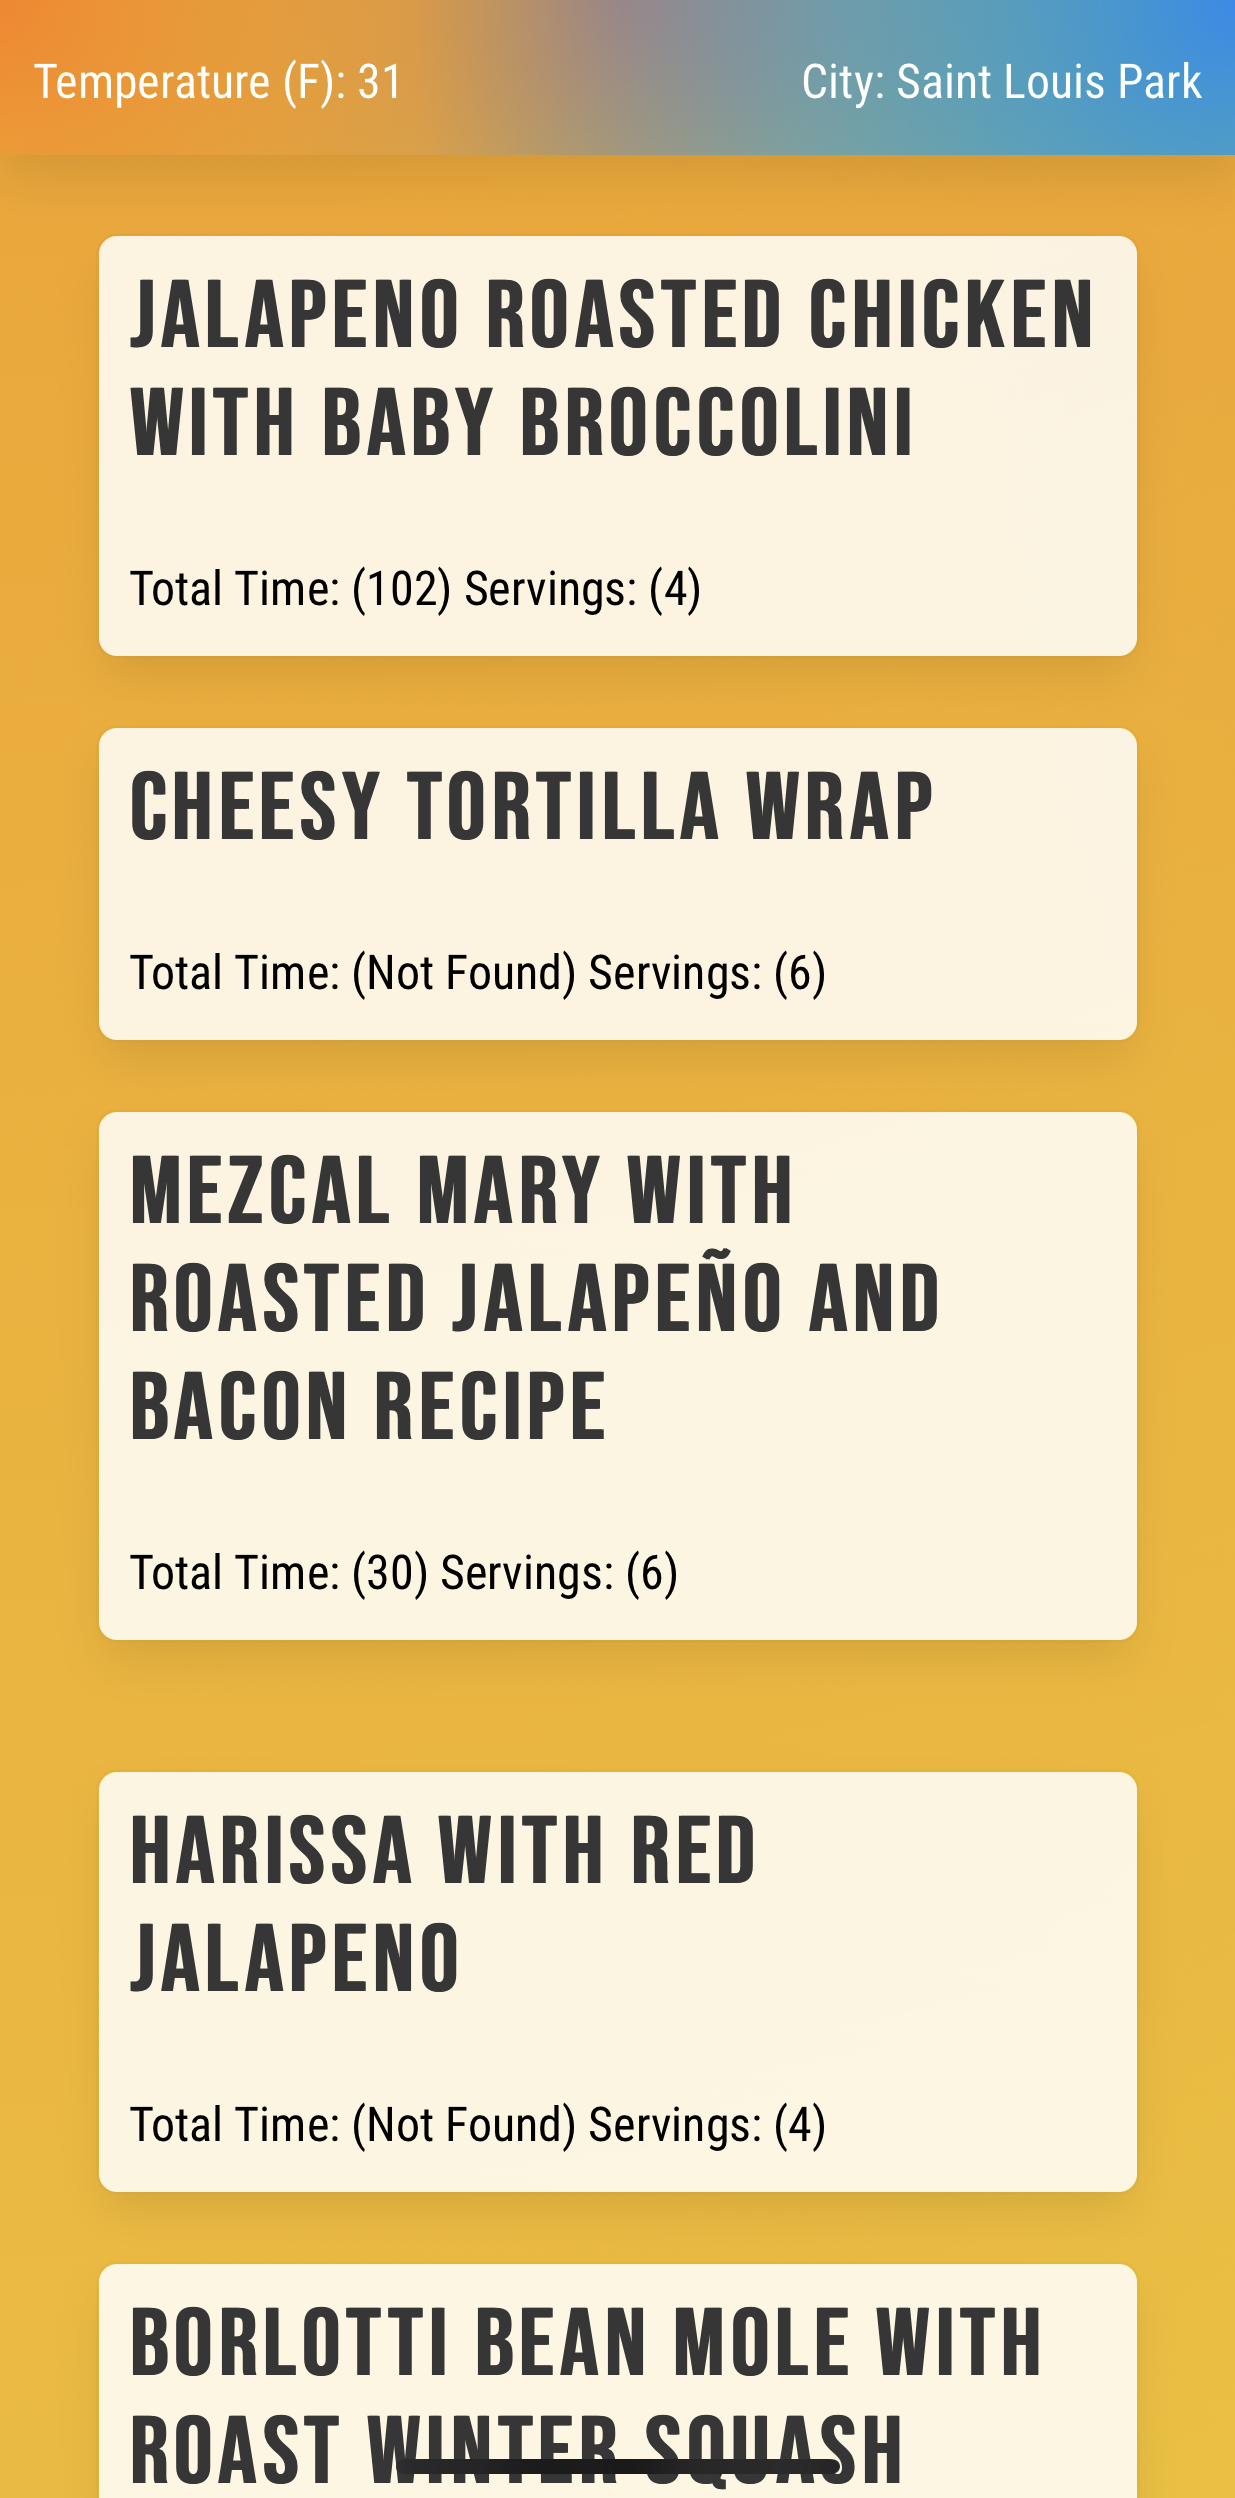 Temperature (F): 31
City: Saint Louis Park
JALAPENO ROASTED CHICKEN
WITH BABY BROCCOLINI
Total Time: (102) Servings: (4)
CHEESY TORTILLA WRAP
Total Time: (Not Found) Servings: (6)
MEZCAL MARY WITH
ROASTED JALAPEÑO AND
BACON RECIPE
Total Time: (30) Servings: (6)
HARISSA WITH RED
JALAPENO
Total Time: (Not Found) Servings: (4)
BORLOTTI BEAN MOLE WITH
ROAST WINTER SQUASH